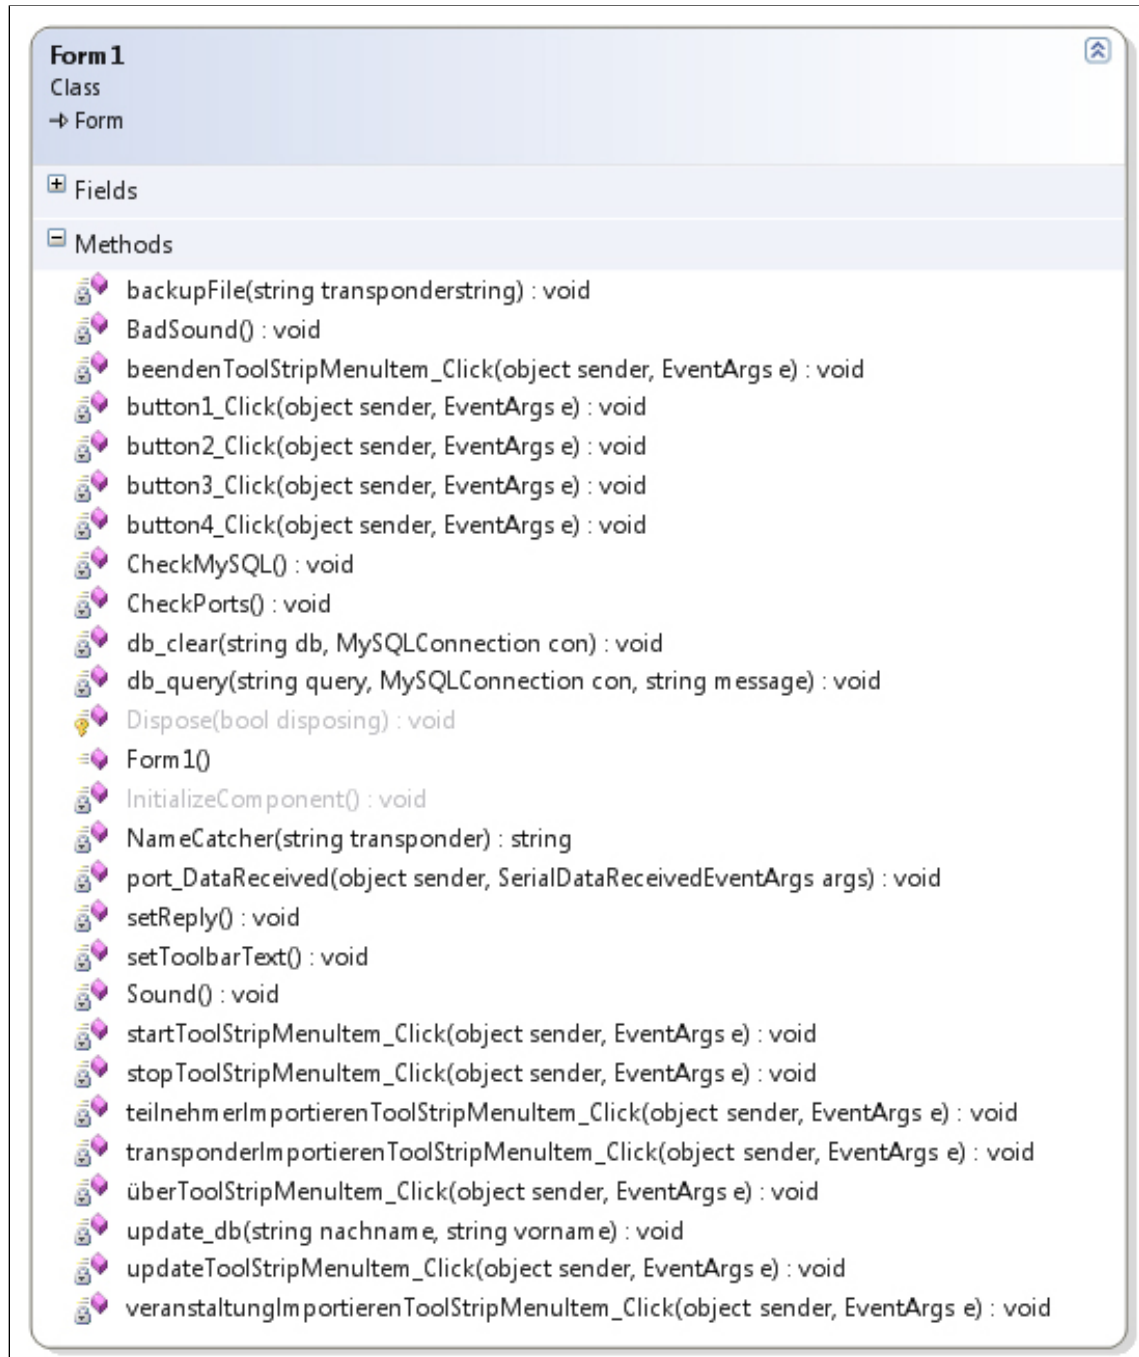 Form1
Class
Form
Fields
Methods
backupFile(string transponderstring) : void
BadSound() : void
beendenToolStripMenuItem_Click(object sender, EventArgs e) : void
button1_Click(object sender, EventArgs e) : void
button2_Click(object sender, EventArgs e) : void
button3_Click(object sender, EventArgs e) : void
button4_Click(object sender, EventArgs e) : void
CheckMySQL() : void
CheckPorts() : void
db_clear(string db, MySQLConnection con) : void
db_query(string query, MySQLConnection con, string message) : void
Dispose(bool disposing) : void
Form1()
InitializeComponent() : void
NameCatcher(string transponder) : string
port_DataReceived(object sender, SerialDataReceivedEventArgs args) : void
setReply() : void
setToolbarText() : void
Sound() : void
startToolStripMenuItem_Click(object sender, EventArgs e) : void
stopToolStripMenuItem_Click(object sender, EventArgs e) : void
teilnehmerImportierenToolStripMenuItem_Click(object sender, EventArgs e) : void
transponderImportierenToolStripMenuItem_Click(object sender, EventArgs e) : void
überToolStripMenuItem_Click(object sender, EventArgs e) : void
update_db(string nachname, string vorname) : void
updateToolStripMenuItem_Click(object sender, EventArgs e) : void
veranstaltungImportierenToolStripMenuItem_Click(object sender, EventArgs e) : void